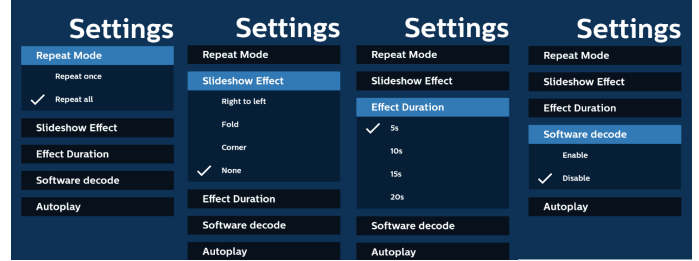 Settings
Repeat Mode
Repeat once
Repeat all
Slideshow Effect
Effect Duration
Software decode
Autoplay
Settings
Repeat Mode
Slideshow Effect
Right to left
Fold
Corner
None
Effect Duration
Software decode
Autoplay
Settings
Repeat Mode
Slideshow Effect
Effect Duration
5s
10s
15s
20s
Software decode
Autoplay
Settings
Repeat Mode
Slideshow Effect
Effect Duration
Software decode
Enable
Disable
Autoplay